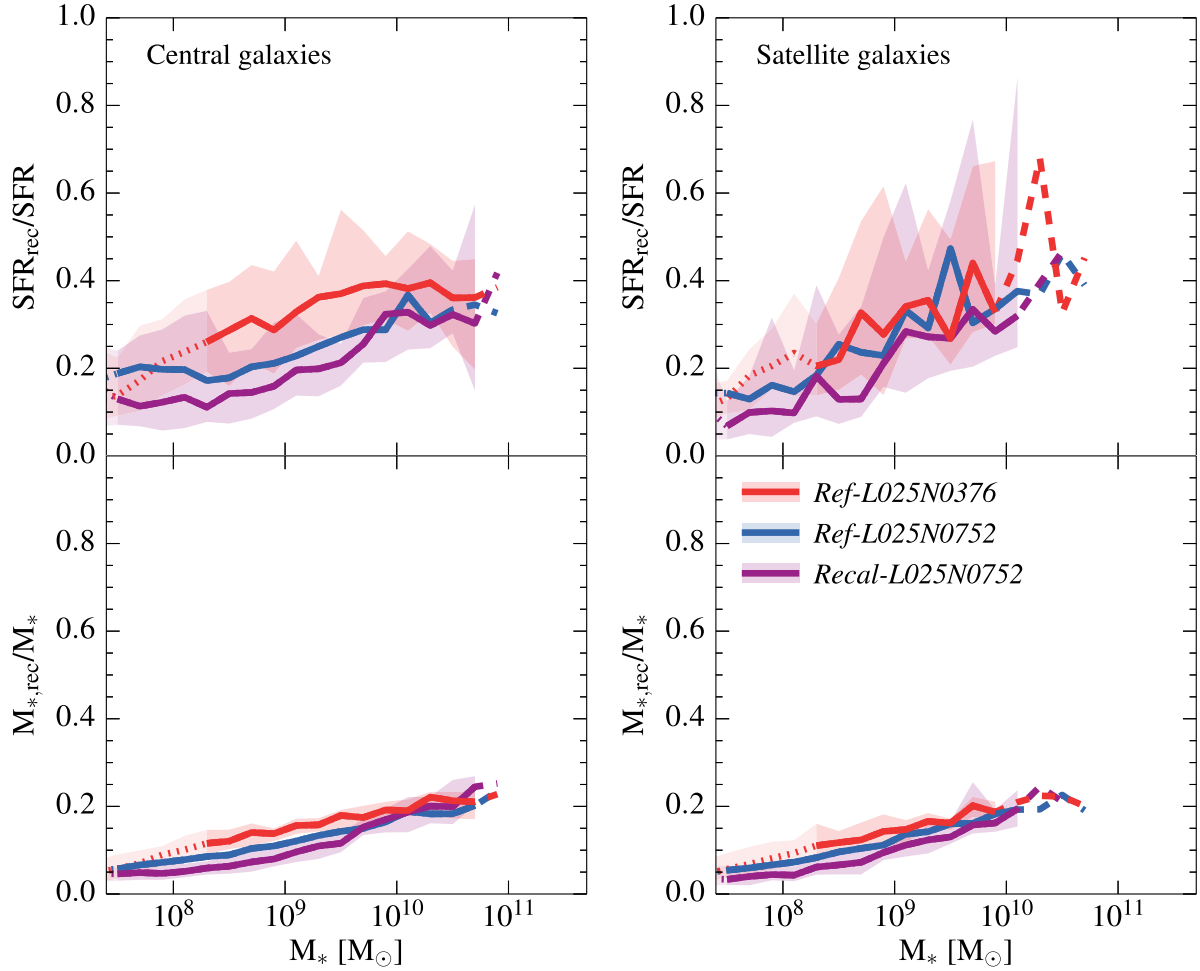 Central galaxies
Satellite galaxies
SFR_rec/SFR
1.0
0.8
0.6
0.4
0.2
0.0
SFR_rec/SFR
1.0
0.8
0.6
0.4
0.2
0.0
M_*,rec/M_*
0.8
0.6
0.4
0.2
0.0
10^8
10^9
10^10
10^11
M_* [M_⊙]
M_*,rec/M_*
0.8
0.6
0.4
0.2
0.0
Ref-L025N0376
Ref-L025N0752
Recal-L025N0752
10^8
10^9
10^10
10^11
M_* [M_⊙]